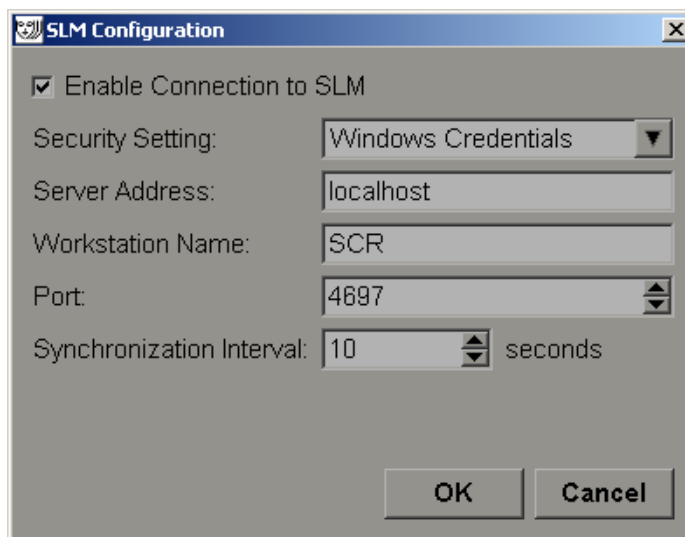 SLM Configuration
Enable Connection to SLM
Security Setting: Windows Credentials
Server Address: localhost
Workstation Name: SCR
Port: 4697
Synchronization Interval: 10 seconds
OK Cancel